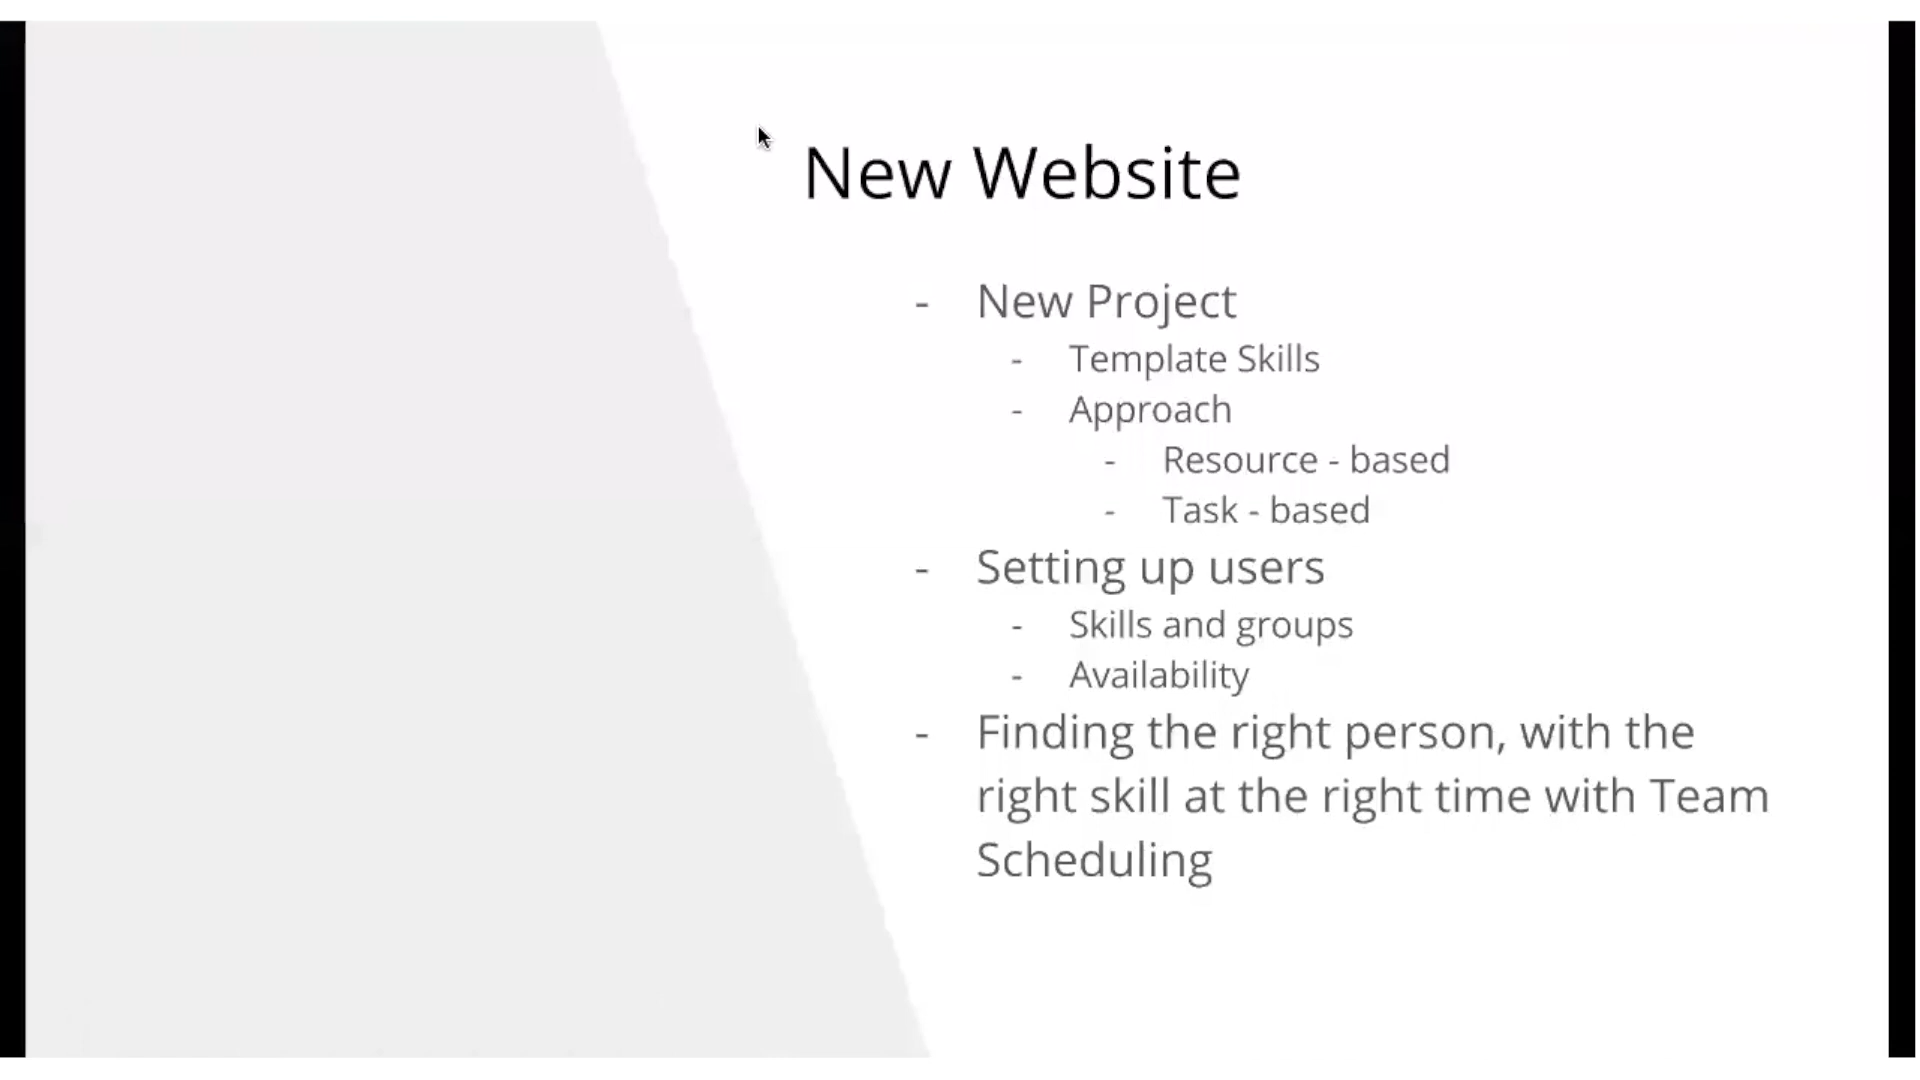 New Website
- New Project
- Template Skills
- Approach
- Resource - based
- Task - based
- Setting up users
- Skills and groups
- Availability
- Finding the right person, with the
right skill at the right time with Team
Scheduling